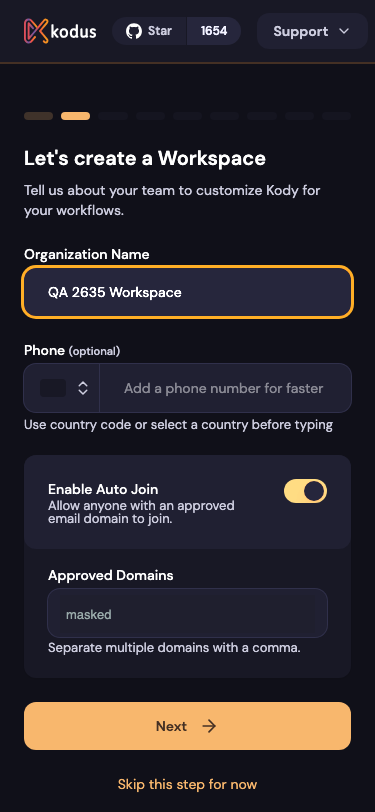 kodus
Star 1654
Support
Let's create a Workspace
Tell us about your team to customize Kody for
your workflows.
Organization Name
QA 2635 Workspace
Phone (optional)
Add a phone number for faster
Use country code or select a country before typing
Enable Auto Join
Allow anyone with an approved
email domain to join.
Approved Domains
masked
Separate multiple domains with a comma.
Next
Skip this step for now